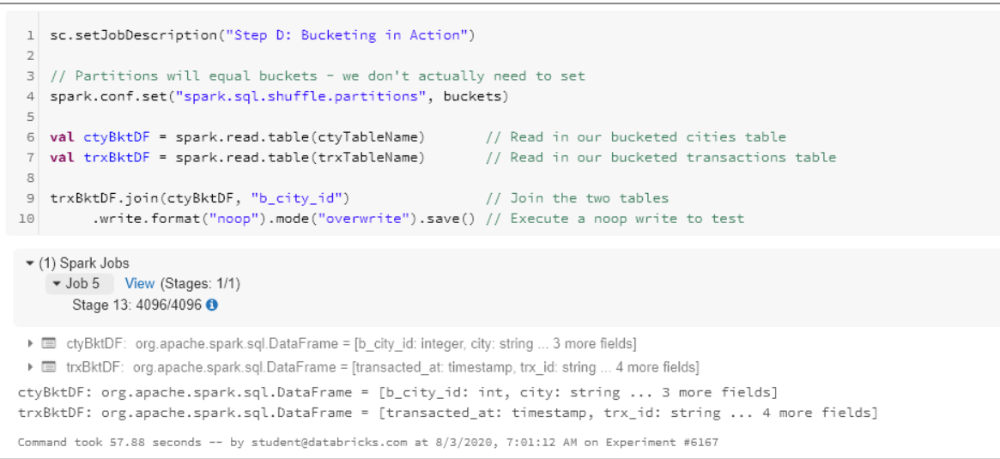 1 sc.setJobDescription("Step D: Bucketing in Action")
2
3 // Partitions will equal buckets - we don't actually need to set
4 spark.conf.set("spark.sql.shuffle.partitions", buckets)
5
6 val ctyBktDF = spark.read.table(ctyTableName) // Read in our bucketed cities table
7 val trxBktDF = spark.read.table(trxTableName) // Read in our bucketed transactions table
8
9 trxBktDF.join(ctyBktDF, "b_city_id") // Join the two tables
10 .write.format("noop").mode("overwrite").save() // Execute a noop write to test
(1) Spark Jobs
Job 5 View (Stages: 1/1)
Stage 13: 4096/4096
ctyBktDF: org.apache.spark.sql.DataFrame = [b_city_id: integer, city: string ... 3 more fields]
trxBktDF: org.apache.spark.sql.DataFrame = [transacted_at: timestamp, trx_id: string ... 4 more fields]
ctyBktDF: org.apache.spark.sql.DataFrame = [b_city_id: int, city: string ... 3 more fields]
trxBktDF: org.apache.spark.sql.DataFrame = [transacted_at: timestamp, trx_id: string ... 4 more fields]
Command took 57.88 seconds -- by student@databricks.com at 8/3/2020, 7:01:12 AM on Experiment #6167